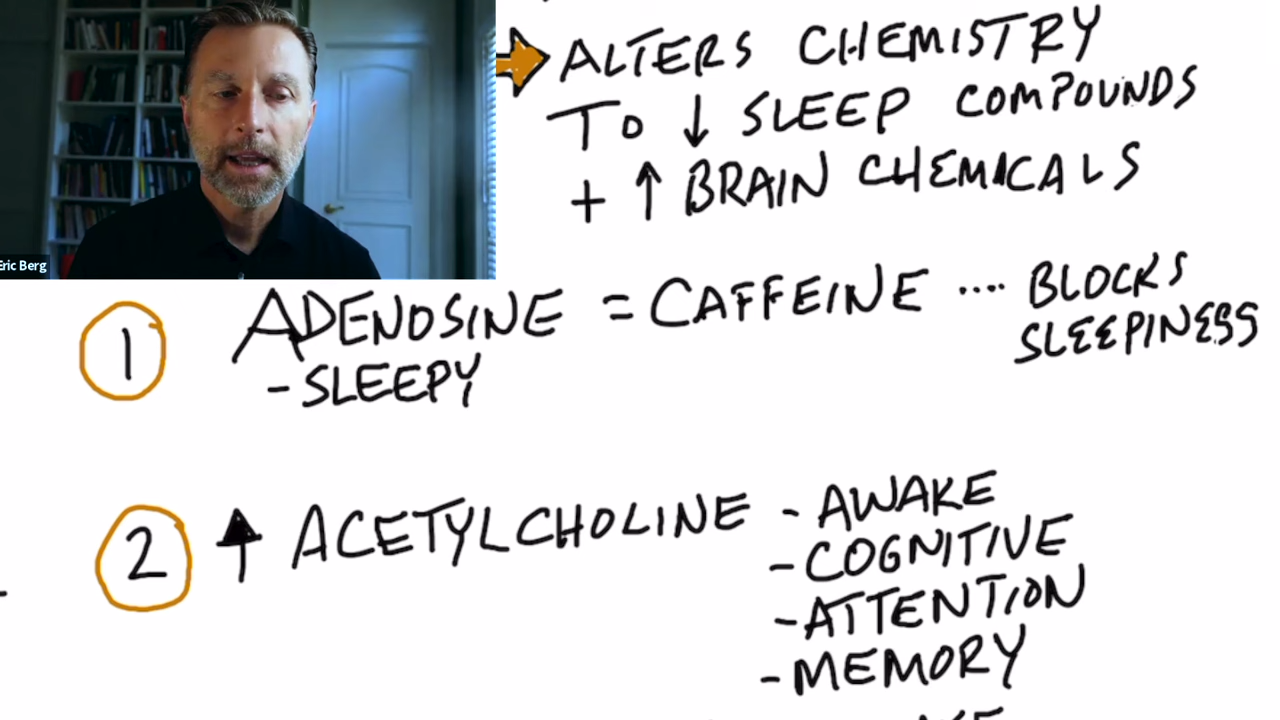 ALTERS CHEMISTRY
TO ↓ SLEEP COMPOUNDS
+ ↑ BRAIN CHEMICALS
Eric Berg
1 ADENOSINE = CAFFEINE .... BLOCKS SLEEPINESS
- SLEEPY
2 ↑ ACETYLCHOLINE - AWAKE
- COGNITIVE
- ATTENTION
- MEMORY